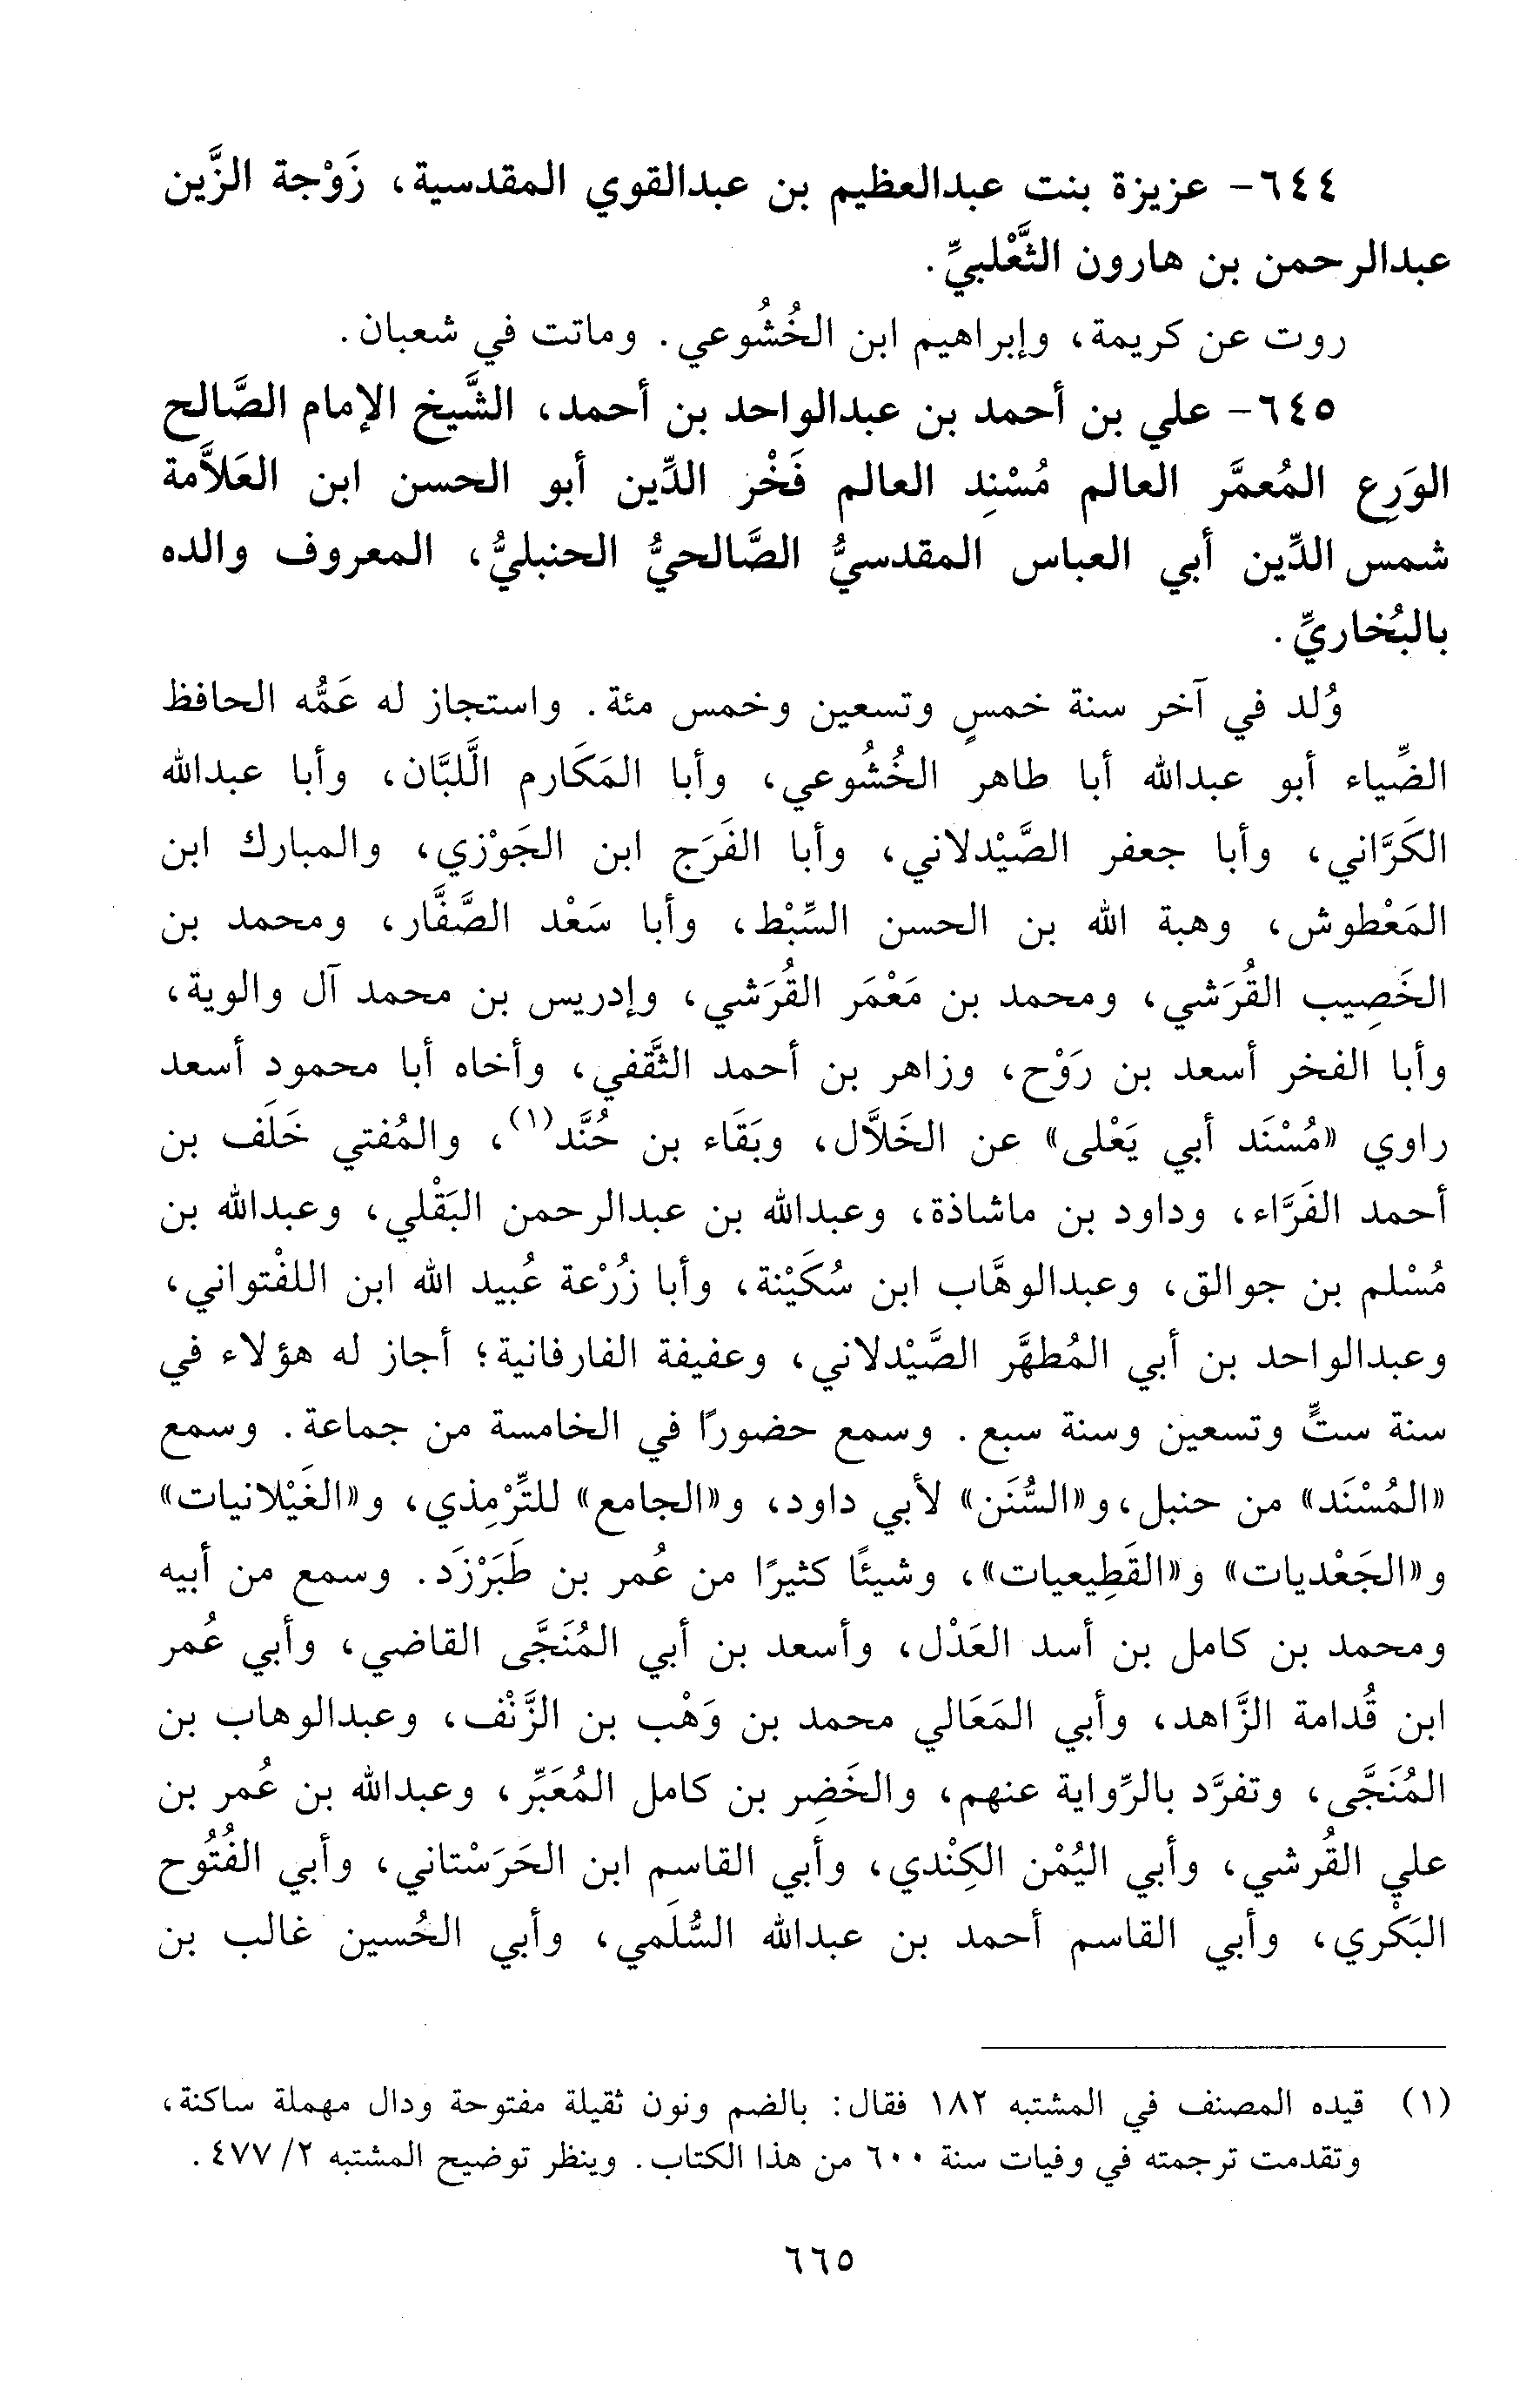 ٦٤٤- عزيزة بنت عبدالعظيم بن عبدالقوي المقدسية، زَوْجة الزَّين
عبدالرحمن بن هارون الثَّعْلبيِّ.
روت عن كريمة، وإبراهيم ابن الخُشُوعي. وماتت في شعبان.
٦٤٥- علي بن أحمد بن عبدالواحد بن أحمد، الشَّيخ الإمام الصَّالح
الوَرِع المُعمَّر العالم مُسْنِد العالم فَخْر الدِّين أبو الحسن ابن العَلاَّمة
شمس الدِّين أبي العباس المقدسيُّ الصَّالحيُّ الحنبليُّ، المعروف والده
بالبُخاريِّ.
وُلد في آخر سنة خمسٍ وتسعين وخمس مئة. واستجاز له عَمُّه الحافظ
الضِّياء أبو عبدالله أبا طاهر الخُشُوعي، وأبا المَكَارم الَّلبَّان، وأبا عبدالله
الكَرَّاني، وأبا جعفر الصَّيْدلاني، وأبا الفَرَج ابن الجَوْزي، والمبارك ابن
المَعْطوش، وهبة الله بن الحسن السِّبْط، وأبا سَعْد الصَّفَّار، ومحمد بن
الخَصِيب القُرَشي، ومحمد بن مَعْمَر القُرَشي، وإدريس بن محمد آل والوية،
وأبا الفخر أسعد بن رَوْح، وزاهر بن أحمد الثَّقفي، وأخاه أبا محمود أسعد
راوي «مُسْنَد أبي يَعْلى» عن الخَلاَّل، وبَقَاء بن حُنَّد(١)، والمُفتي خَلَف بن
أحمد الفَرَّاء، وداود بن ماشاذة، وعبدالله بن عبدالرحمن البَقْلي، وعبدالله بن
مُسْلم بن جوالق، وعبدالوهَّاب ابن سُكَيْنة، وأبا زُرْعة عُبيد الله ابن اللفْتواني،
وعبدالواحد بن أبي المُطهَّر الصَّيْدلاني، وعفيفة الفارفانية؛ أجاز له هؤلاء في
سنة ستٍّ وتسعين وسنة سبع. وسمع حضورًا في الخامسة من جماعة. وسمع
«المُسْنَد» من حنبل، و«السُّنَن» لأبي داود، و«الجامع» للتِّرْمِذي، و«الغَيْلانيات»
و«الجَعْديات» و«القَطِيعيات»، وشيئًا كثيرًا من عُمر بن طَبَرْزَد. وسمع من أبيه
ومحمد بن كامل بن أسد العَدْل، وأسعد بن أبي المُنَجَّى القاضي، وأبي عُمر
ابن قُدامة الزَّاهد، وأبي المَعَالي محمد بن وَهْب بن الزَّنْف، وعبدالوهاب بن
المُنَجَّى، وتفرَّد بالرِّواية عنهم، والخَضِر بن كامل المُعَبِّر، وعبدالله بن عُمر بن
علي القُرشي، وأبي اليُمْن الكِنْدي، وأبي القاسم ابن الحَرَسْتاني، وأبي الفُتُوح
البَكْري، وأبي القاسم أحمد بن عبدالله السُّلَمي، وأبي الحُسين غالب بن
(١) قيده المصنف في المشتبه ١٨٢ فقال: بالضم ونون ثقيلة مفتوحة ودال مهملة ساكنة،
وتقدمت ترجمته في وفيات سنة ٦٠٠ من هذا الكتاب. وينظر توضيح المشتبه ٢/ ٤٧٧.
٦٦٥